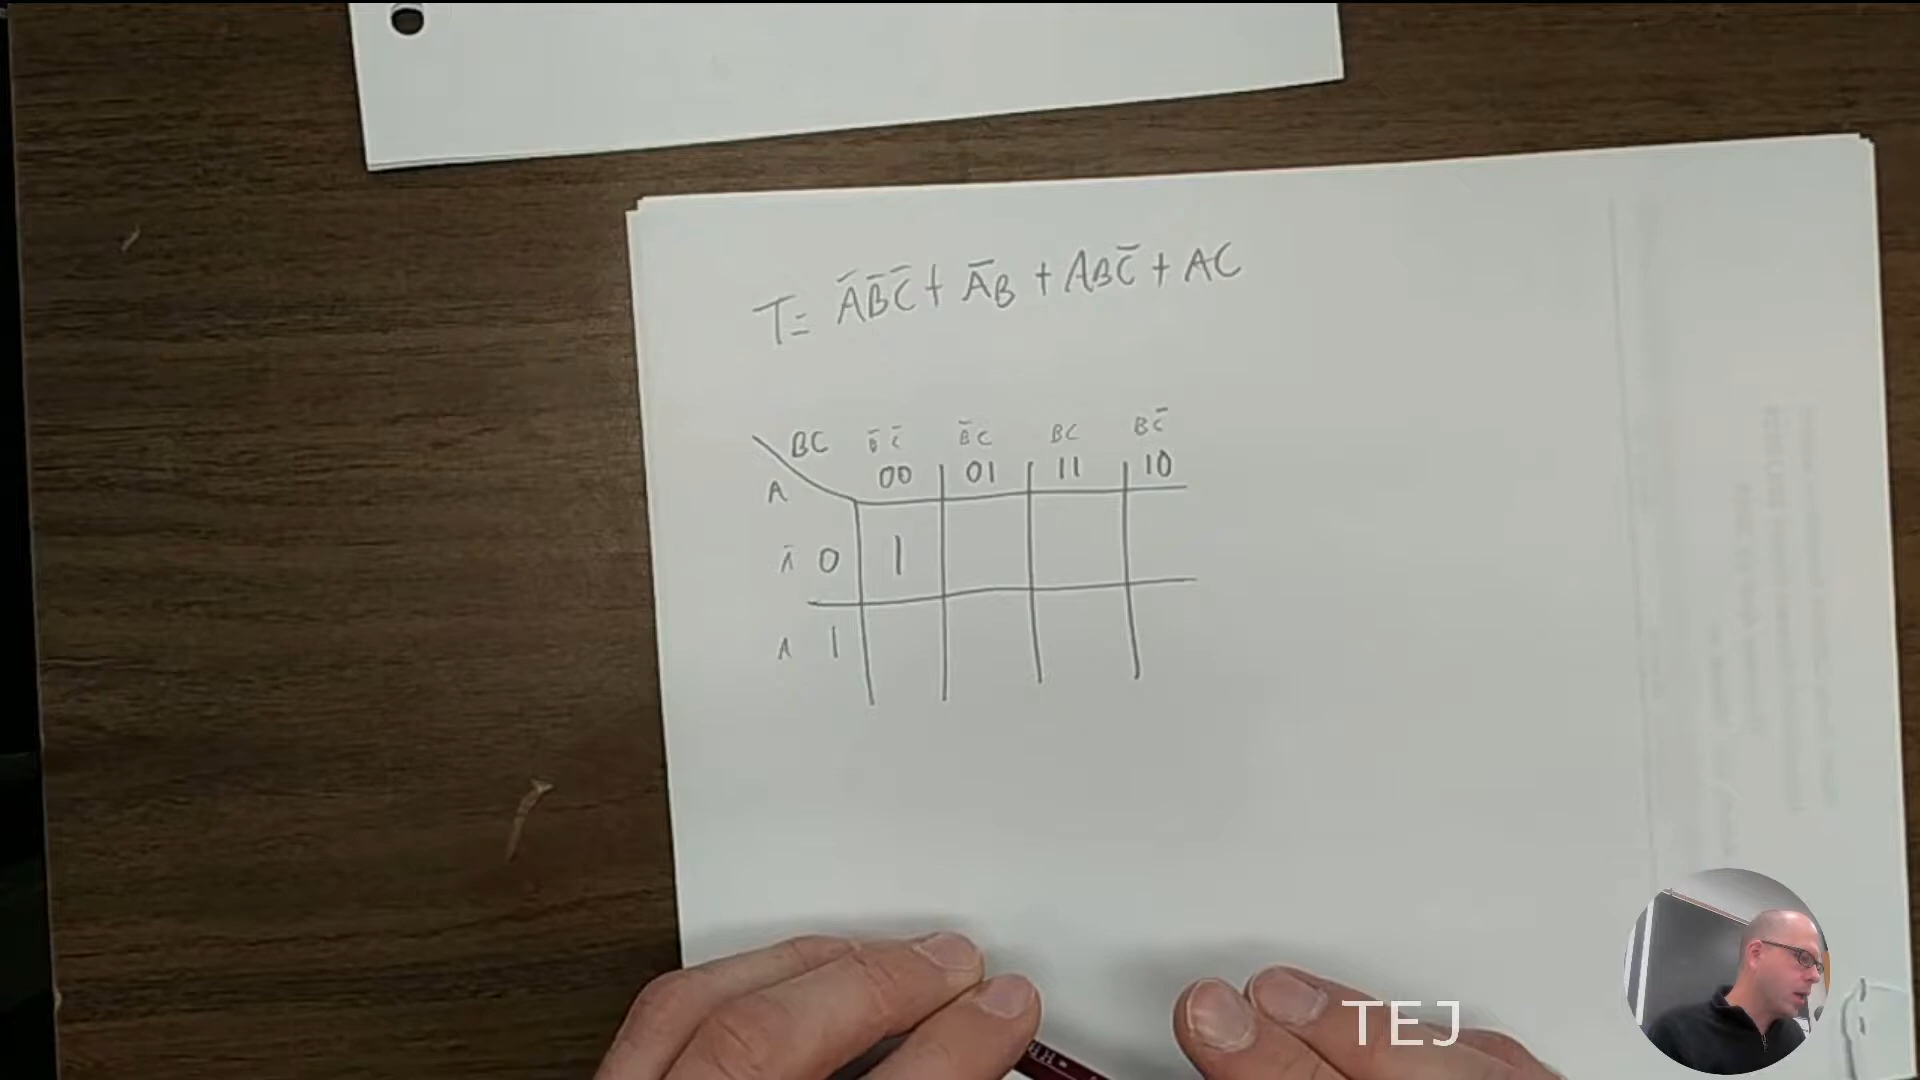 T= A̅B̅C̅ + A̅B + ABC̅ + AC
BC B̅C̅ B̅C BC BC̅
A 00 01 11 10
A̅ 0 1
A 1
TEJ